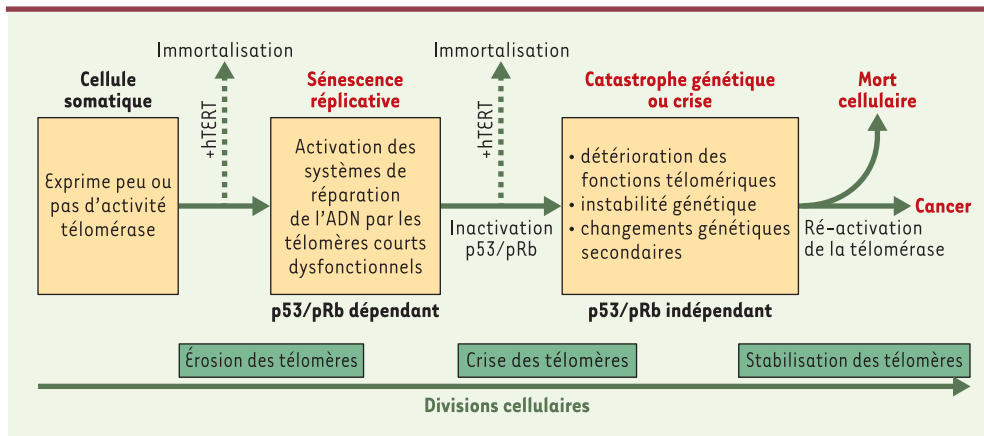 Immortalisation
Immortalisation
Cellule
somatique
Sénescence
réplicative
Catastrophe génétique
ou crise
Mort
cellulaire
+hTERT
+hTERT
Exprime peu ou
pas d'activité
télomérase
Activation des
systèmes de
réparation
de l'ADN par les
télomères courts
dysfonctionnels
Inactivation
p53/pRb
• détérioration des
fonctions télomériques
• instabilité génétique
• changements génétiques
secondaires
Cancer
Ré-activation
de la télomérase
p53/pRb dépendant
p53/pRb indépendant
Érosion des télomères
Crise des télomères
Stabilisation des télomères
Divisions cellulaires